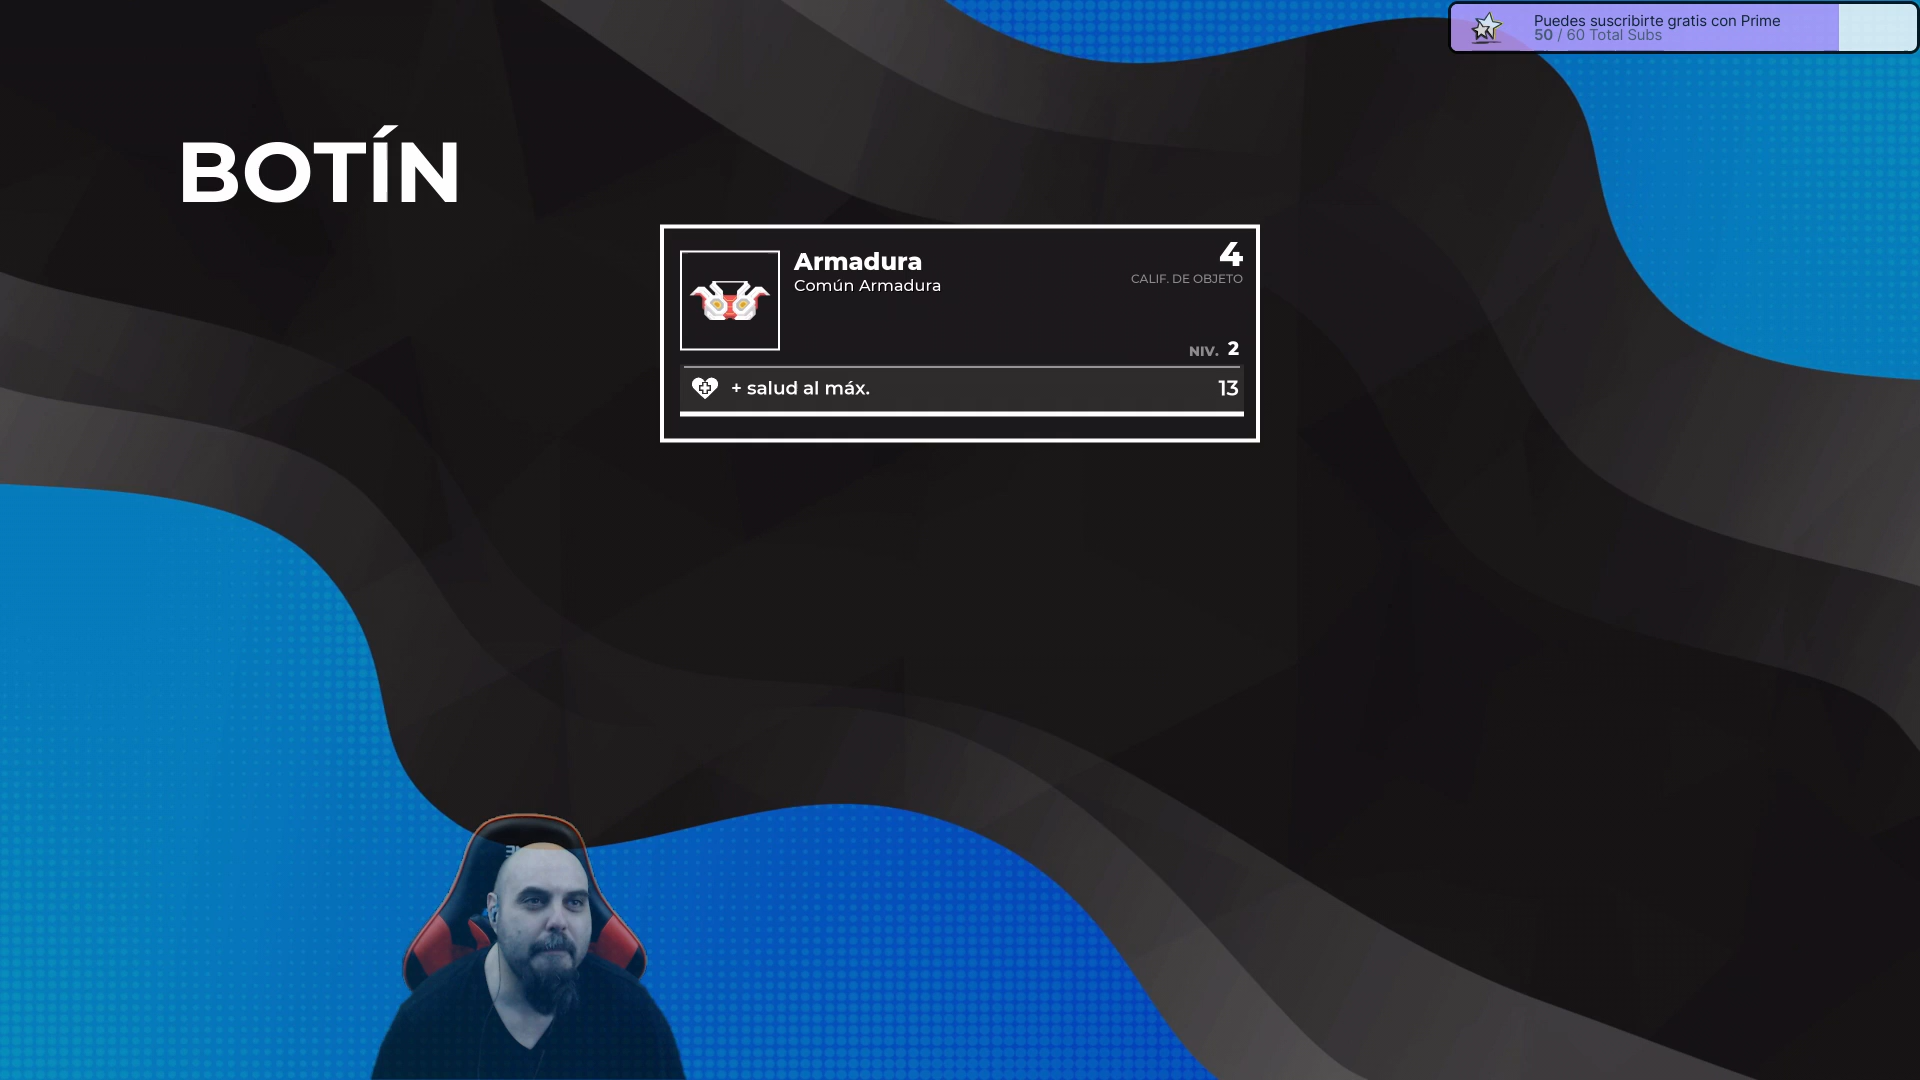 Puedes suscribirte gratis con Prime
50 / 60 Total Subs
BOTÍN
Armadura
Común Armadura
4
CALIF. DE OBJETO
NIV. 2
+ salud al máx. 13